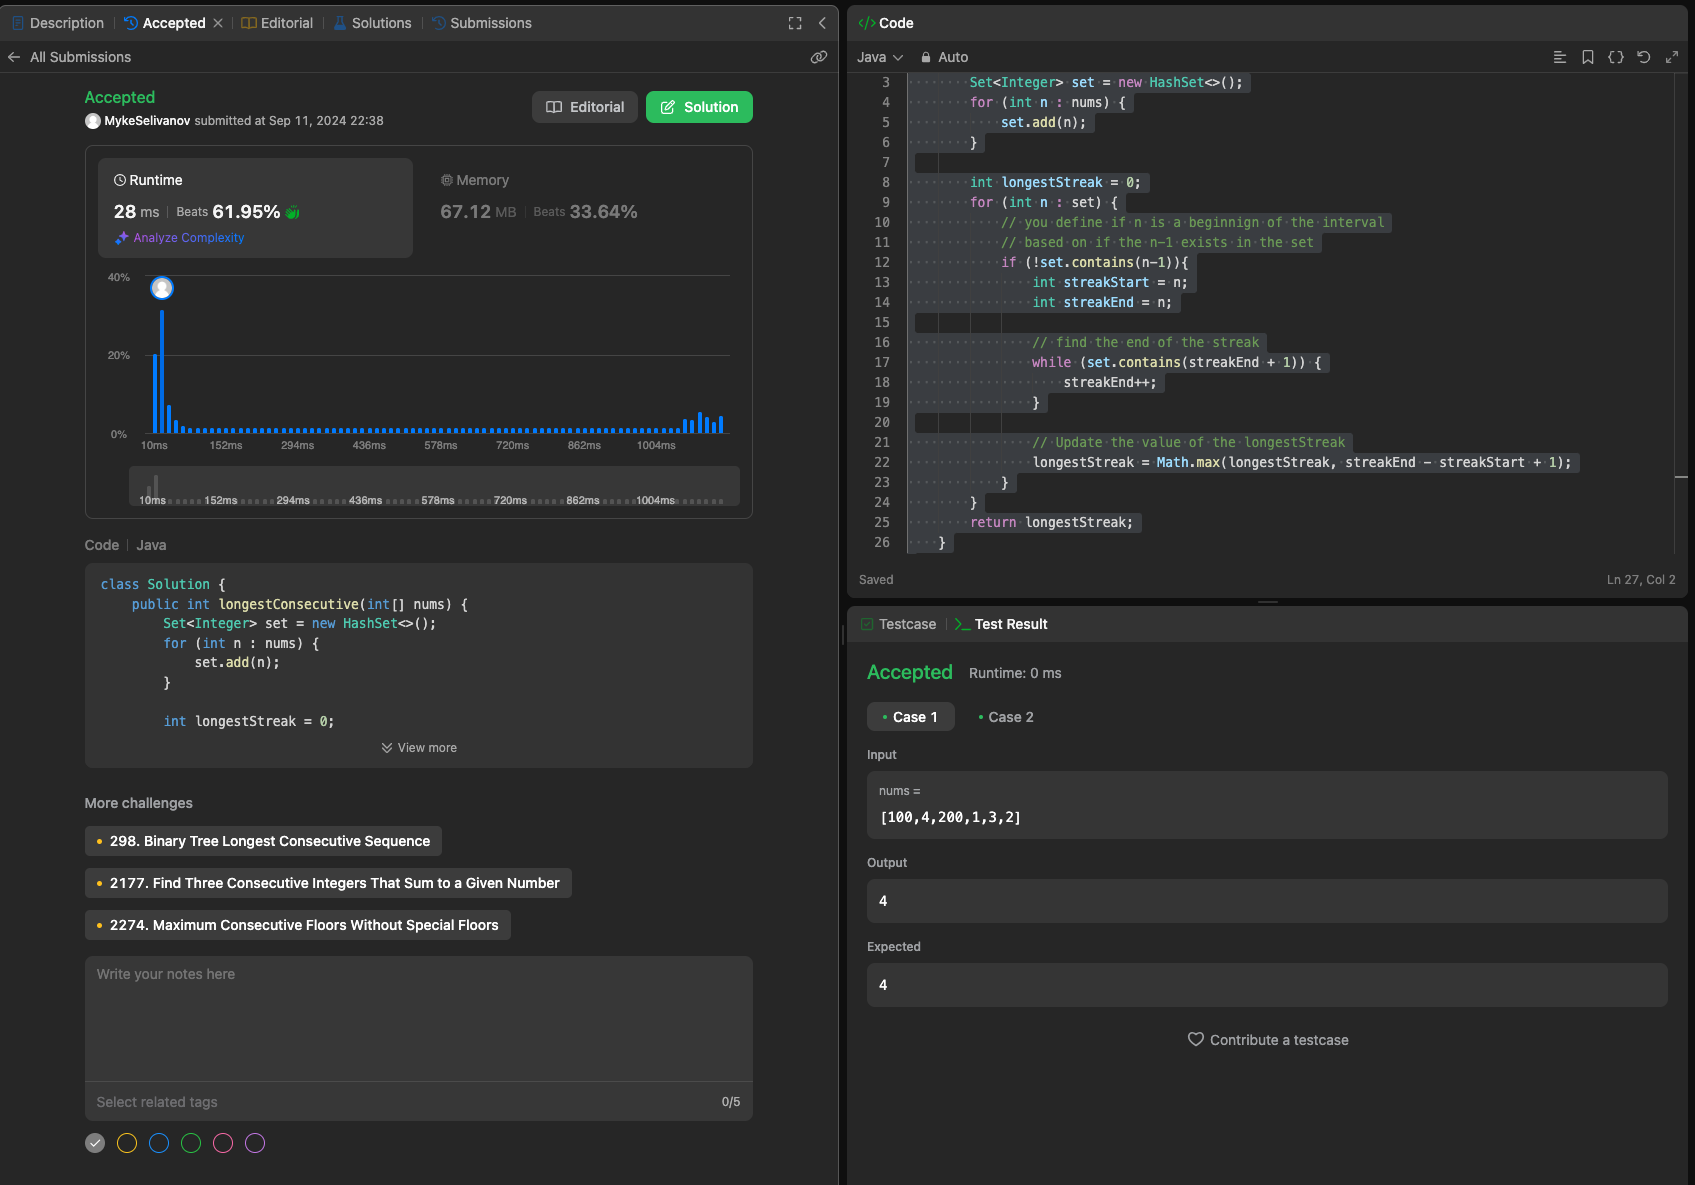 Description
Accepted
Editorial
Solutions
Submissions
All Submissions
Accepted
MykeSelivanov submitted at Sep 11, 2024 22:38
Editorial
Solution
Runtime
28 ms | Beats 61.95%
Analyze Complexity
Memory
67.12 MB | Beats 33.64%
40%
20%
0%
10ms 152ms 294ms 436ms 578ms 720ms 862ms 1004ms
10ms 152ms 294ms 436ms 578ms 720ms 862ms 1004ms
Code | Java
class Solution {
    public int longestConsecutive(int[] nums) {
        Set<Integer> set = new HashSet<>();
        for (int n : nums) {
            set.add(n);
        }
        int longestStreak = 0;
View more
More challenges
298. Binary Tree Longest Consecutive Sequence
2177. Find Three Consecutive Integers That Sum to a Given Number
2274. Maximum Consecutive Floors Without Special Floors
Write your notes here
Select related tags
0/5
</> Code
Java
Auto
3         Set<Integer> set = new HashSet<>();
4         for (int n : nums) {
5             set.add(n);
6         }
7
8         int longestStreak = 0;
9         for (int n : set) {
10             // you define if n is a beginnign of the interval
11             // based on if the n-1 exists in the set
12             if (!set.contains(n-1)){
13                 int streakStart = n;
14                 int streakEnd = n;
15
16                 // find the end of the streak
17                 while (set.contains(streakEnd + 1)) {
18                     streakEnd++;
19                 }
20
21                 // Update the value of the longestStreak
22                 longestStreak = Math.max(longestStreak, streakEnd - streakStart + 1);
23             }
24         }
25         return longestStreak;
26     }
Saved
Ln 27, Col 2
Testcase
Test Result
Accepted
Runtime: 0 ms
Case 1
Case 2
Input
nums =
[100,4,200,1,3,2]
Output
4
Expected
4
Contribute a testcase